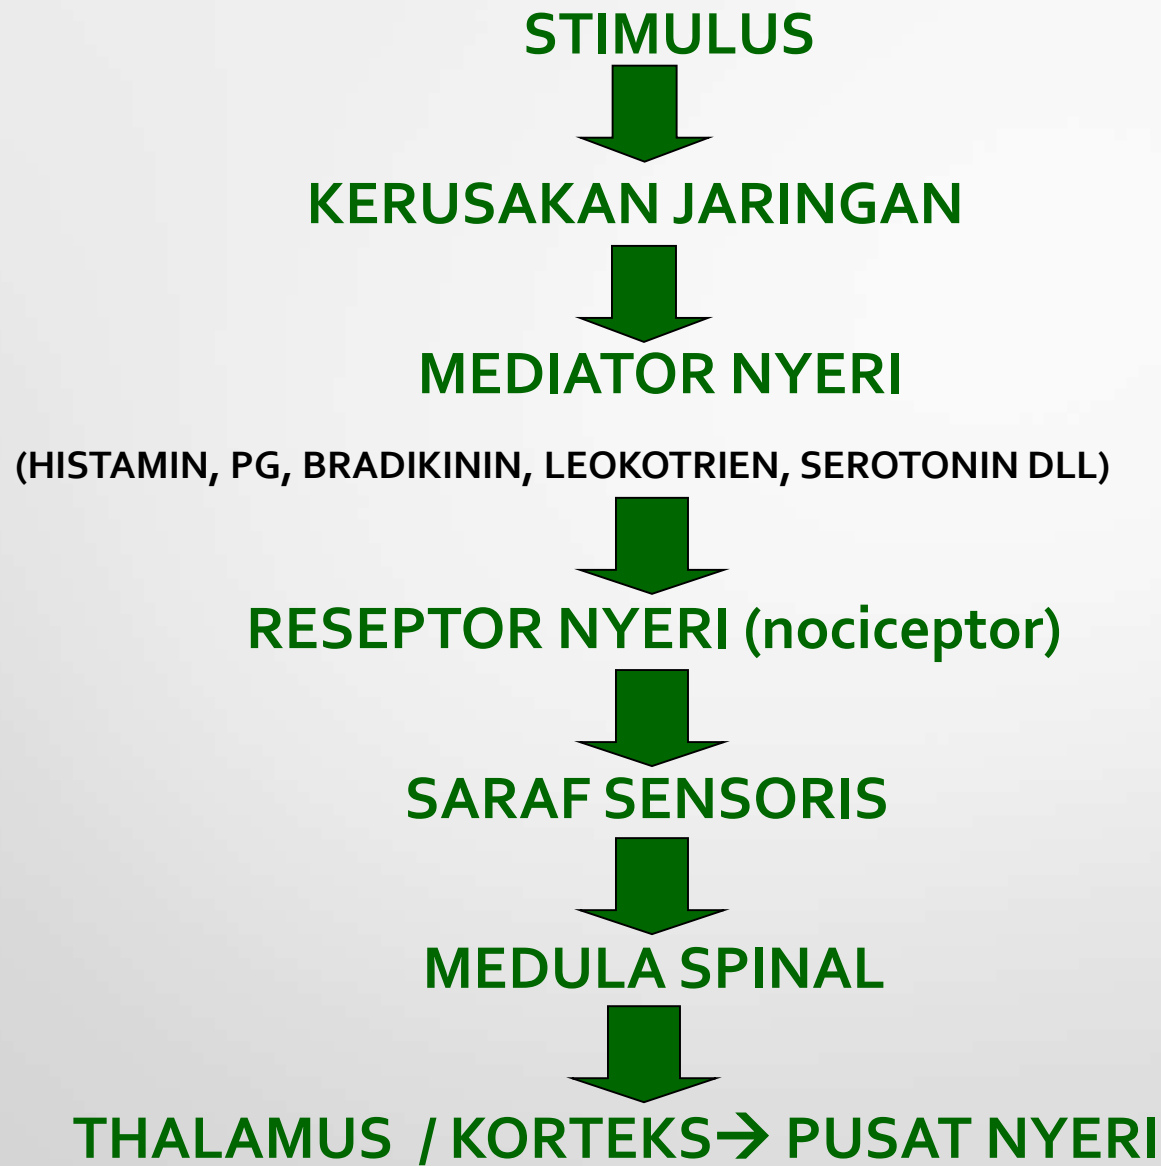 STIMULUS
KERUSAKAN JARINGAN
MEDIATOR NYERI
(HISTAMIN, PG, BRADIKININ, LEOKOTRIEN, SEROTONIN DLL)
RESEPTOR NYERI (nociceptor)
SARAF SENSORIS
MEDULA SPINAL
THALAMUS / KORTEKS→ PUSAT NYERI